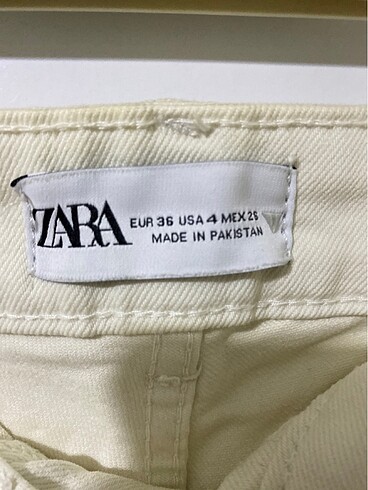 ZARA
EUR 36 USA 4 MEX 26
MADE IN PAKISTAN